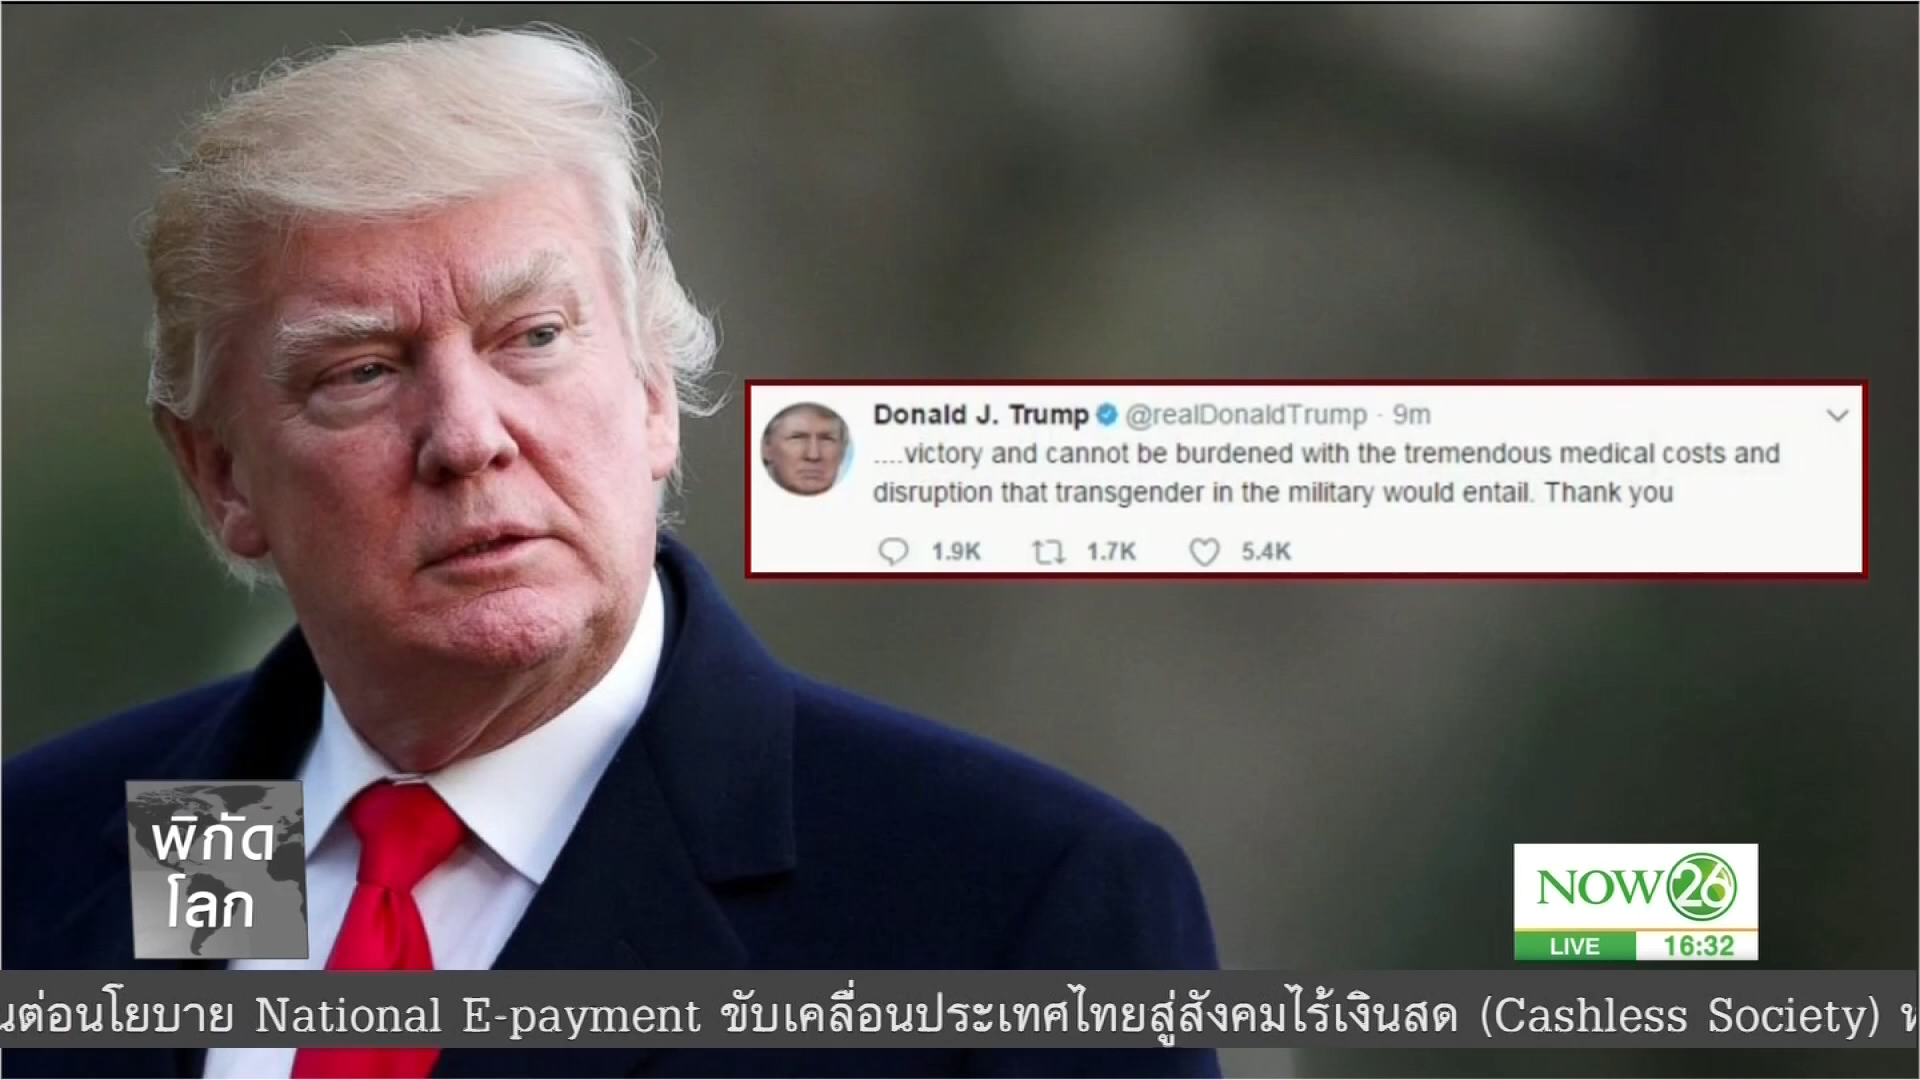 Donald J. Trump @realDonaldTrump · 9m
....victory and cannot be burdened with the tremendous medical costs and
disruption that transgender in the military would entail. Thank you
1.9K 1.7K 5.4K
พิกัด
โลก
NOW26
LIVE 16:32
นต่อนโยบาย National E-payment ขับเคลื่อนประเทศไทยสู่สังคมไร้เงินสด (Cashless Society)